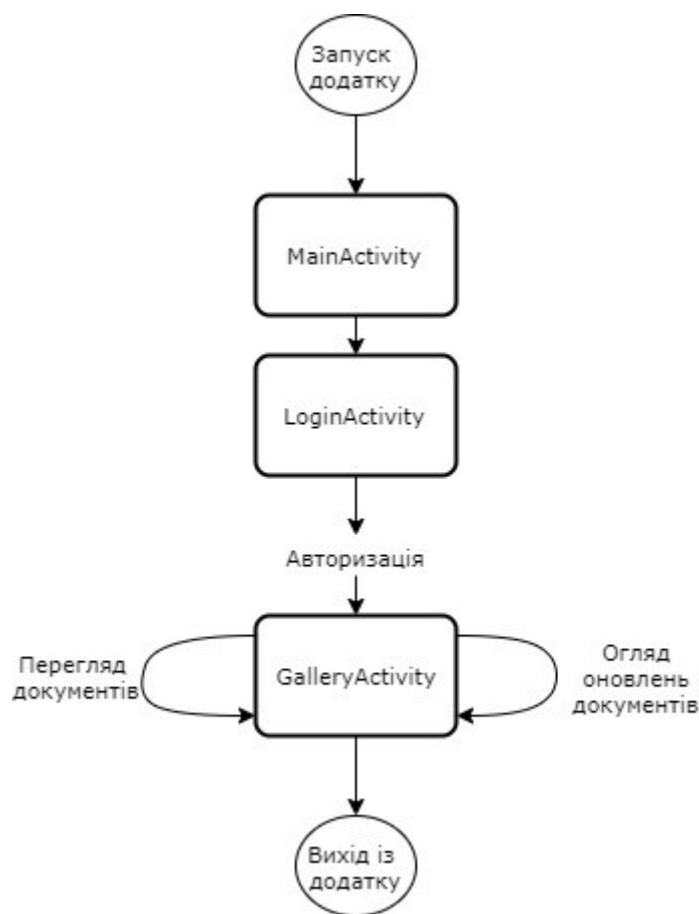 Запуск
додатку
MainActivity
LoginActivity
Авторизація
Перегляд
документів
GalleryActivity
Огляд
оновлень
документів
Вихід із
додатку